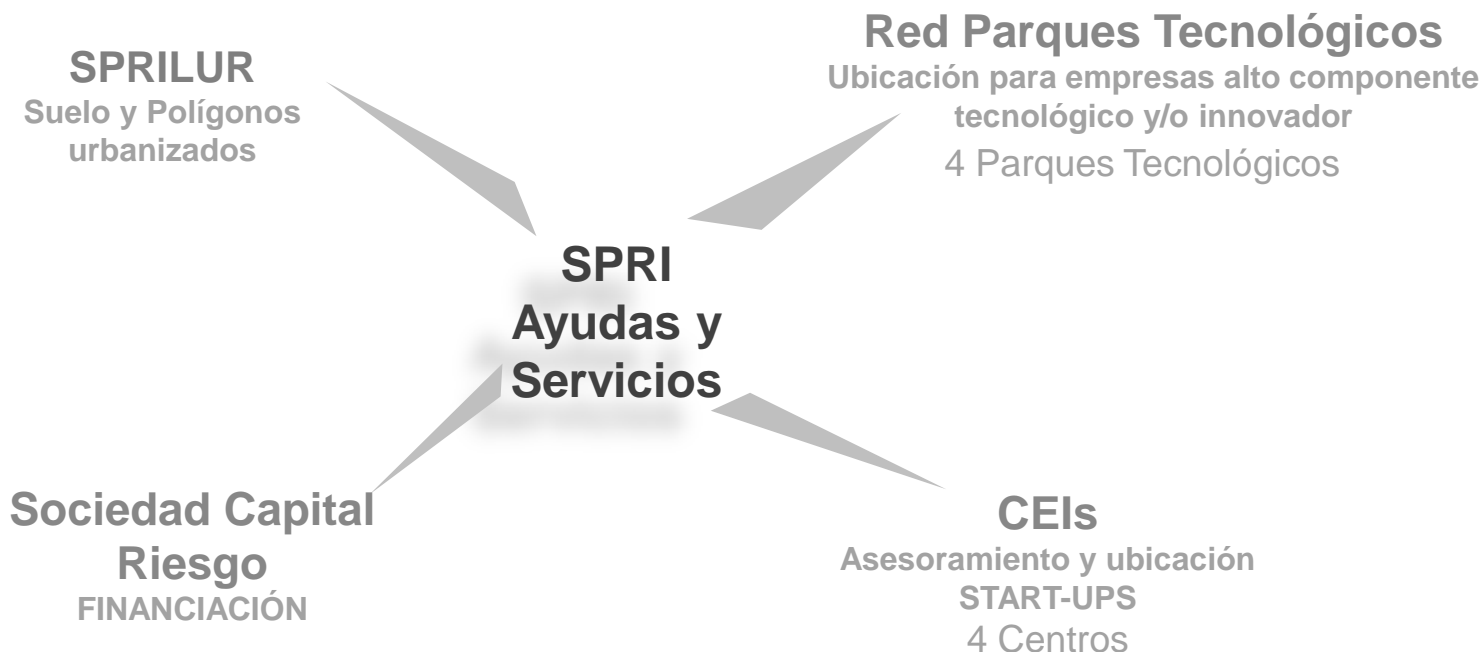 SPRILUR
Suelo y Polígonos
urbanizados
Red Parques Tecnológicos
Ubicación para empresas alto componente
tecnológico y/o innovador
4 Parques Tecnológicos
SPRI
Ayudas y
Servicios
Sociedad Capital
Riesgo
FINANCIACIÓN
CEIs
Asesoramiento y ubicación
START-UPS
4 Centros